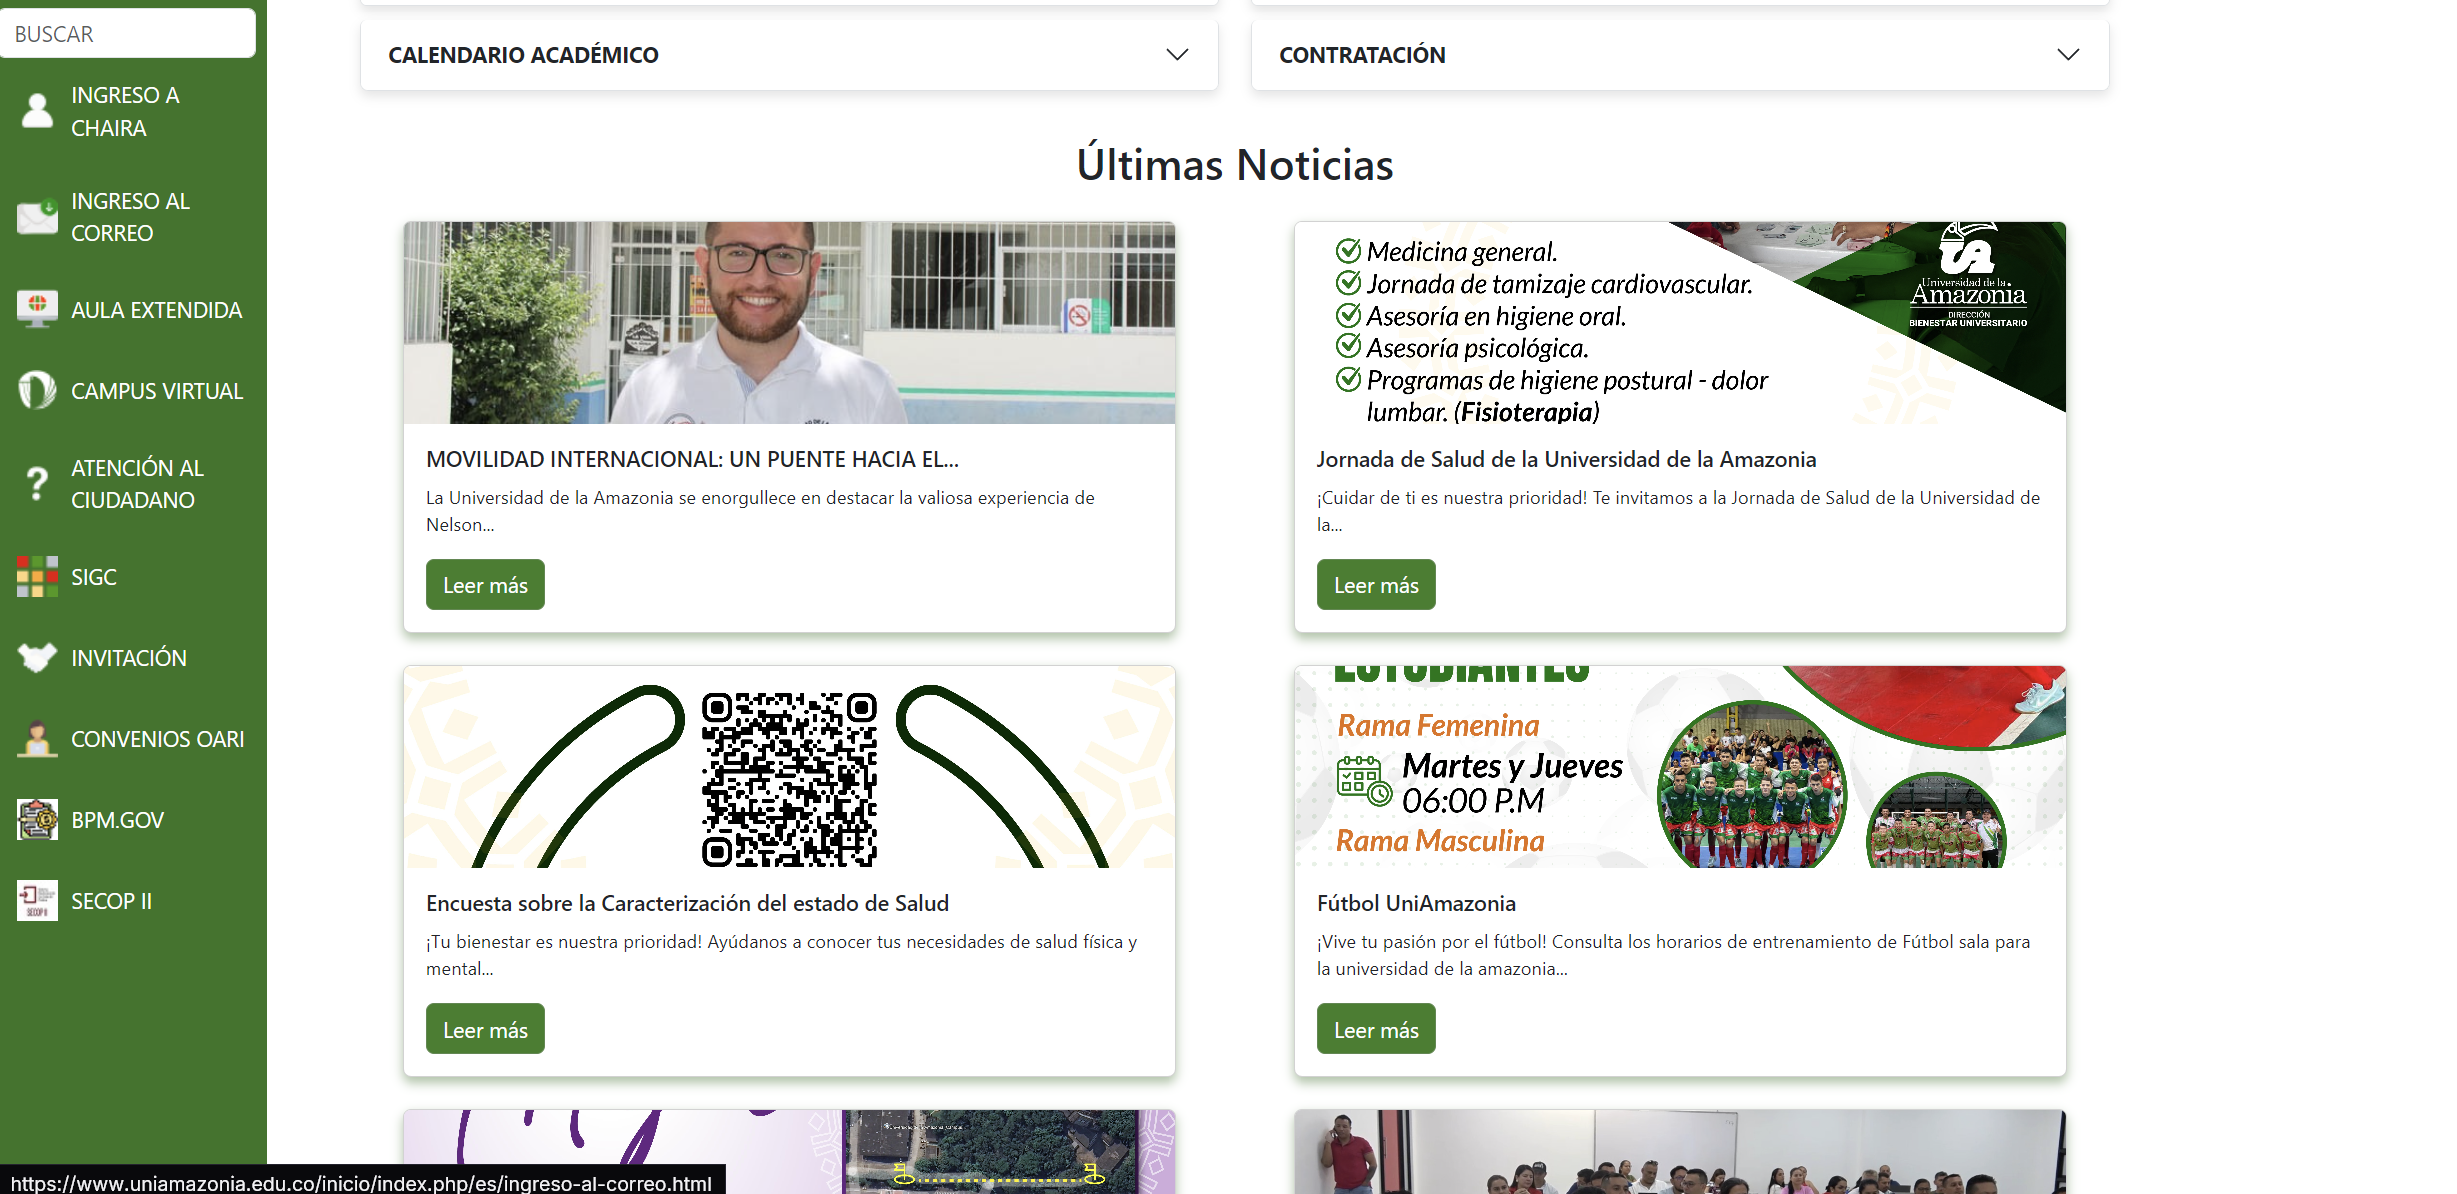 BUSCAR
INGRESO A
CHAIRA
INGRESO AL
CORREO
AULA EXTENDIDA
CAMPUS VIRTUAL
ATENCIÓN AL
CIUDADANO
SIGC
INVITACIÓN
CONVENIOS OARI
BPM.GOV
SECOP II
SECOP II
CALENDARIO ACADÉMICO
CONTRATACIÓN
Últimas Noticias
MOVILIDAD INTERNACIONAL: UN PUENTE HACIA EL...
La Universidad de la Amazonia se enorgullece en destacar la valiosa experiencia de
Nelson...
Leer más
Medicina general.
Jornada de tamizaje cardiovascular.
Asesoría en higiene oral.
Asesoría psicológica.
Programas de higiene postural - dolor
lumbar. (Fisioterapia)
Universidad de la
Amazonia
DIRECCIÓN
BIENESTAR UNIVERSITARIO
Jornada de Salud de la Universidad de la Amazonia
¡Cuidar de ti es nuestra prioridad! Te invitamos a la Jornada de Salud de la Universidad de
la...
Leer más
Encuesta sobre la Caracterización del estado de Salud
¡Tu bienestar es nuestra prioridad! Ayúdanos a conocer tus necesidades de salud física y
mental...
Leer más
ESTUDIANTES
Rama Femenina
Martes y Jueves
06:00 P.M
Rama Masculina
Fútbol UniAmazonia
¡Vive tu pasión por el fútbol! Consulta los horarios de entrenamiento de Fútbol sala para
la universidad de la amazonia...
Leer más
https://www.uniamazonia.edu.co/inicio/index.php/es/ingreso-al-correo.html